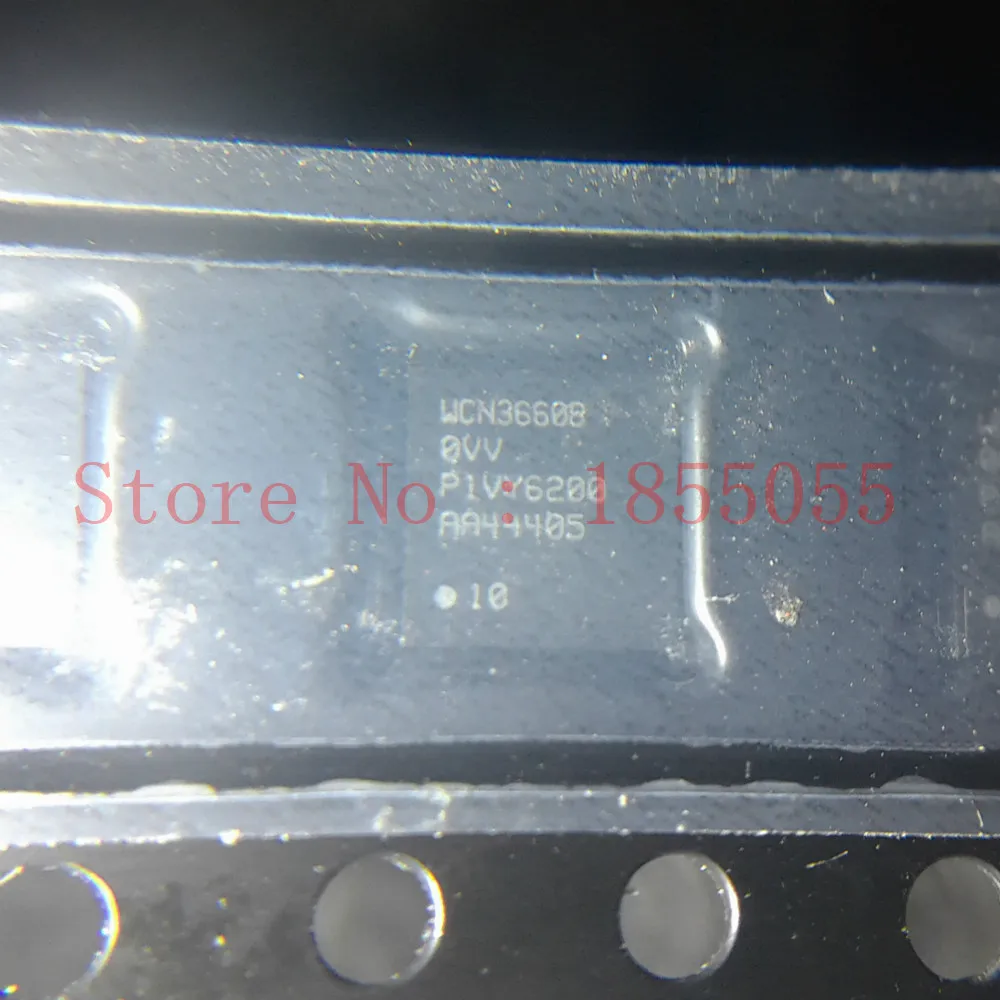 WCN3660B
0VV
P1VY6200
AA44405
10
Store No : 1855055